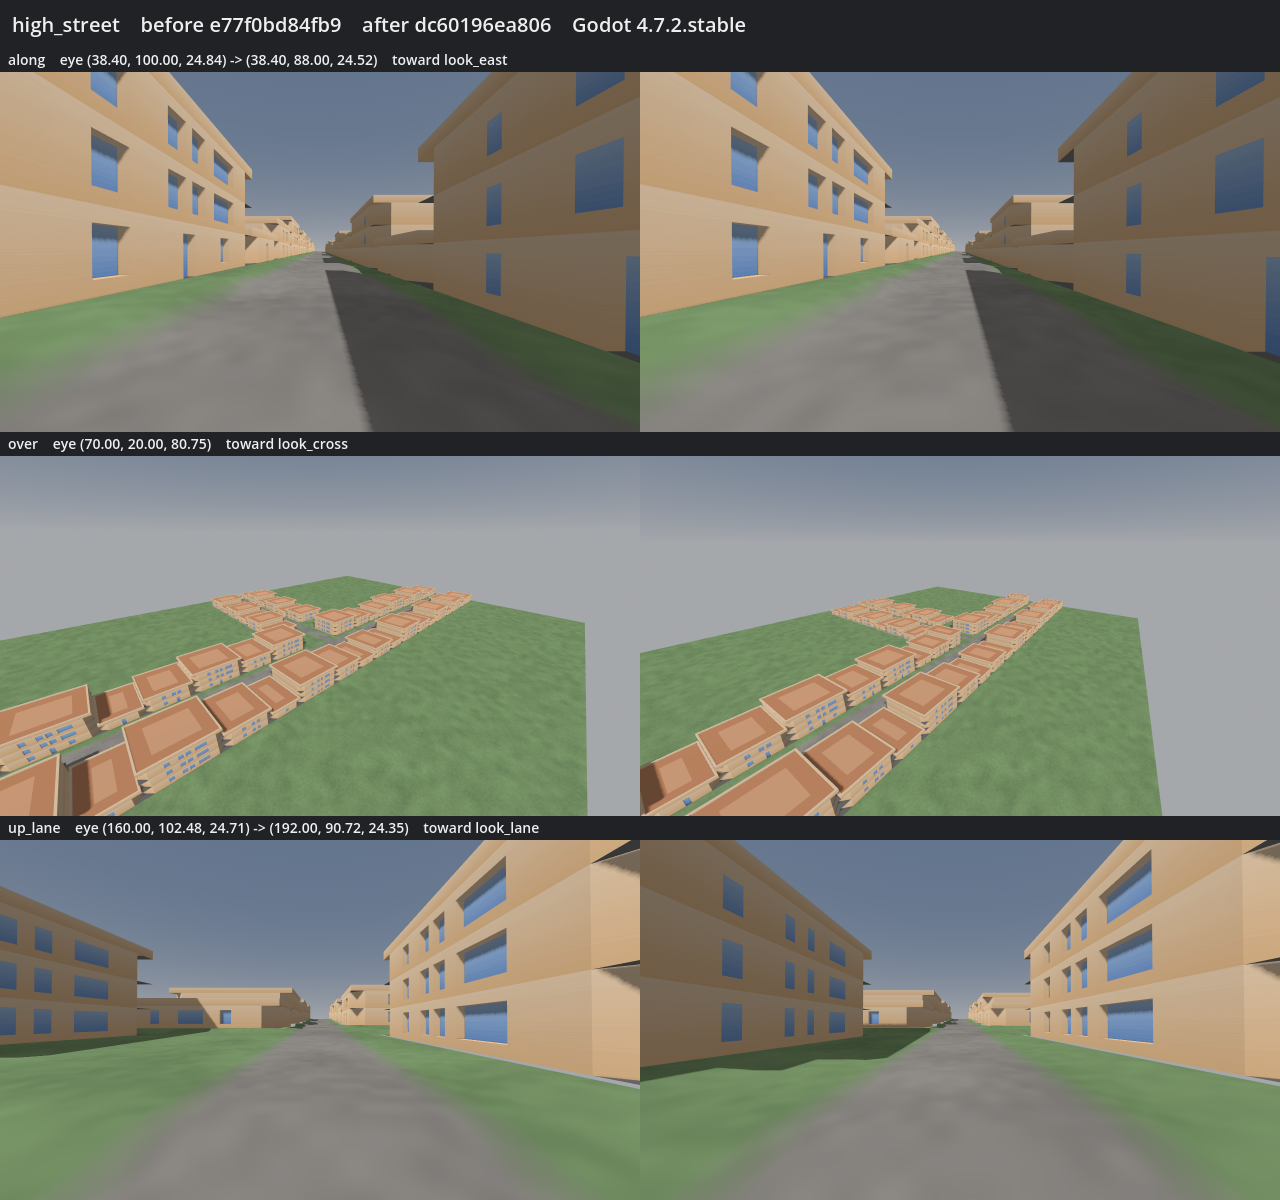 high_street before e77f0bd84fb9 after dc60196ea806 Godot 4.7.2.stable
along eye (38.40, 100.00, 24.84) -> (38.40, 88.00, 24.52) toward look_east
over eye (70.00, 20.00, 80.75) toward look_cross
up_lane eye (160.00, 102.48, 24.71) -> (192.00, 90.72, 24.35) toward look_lane